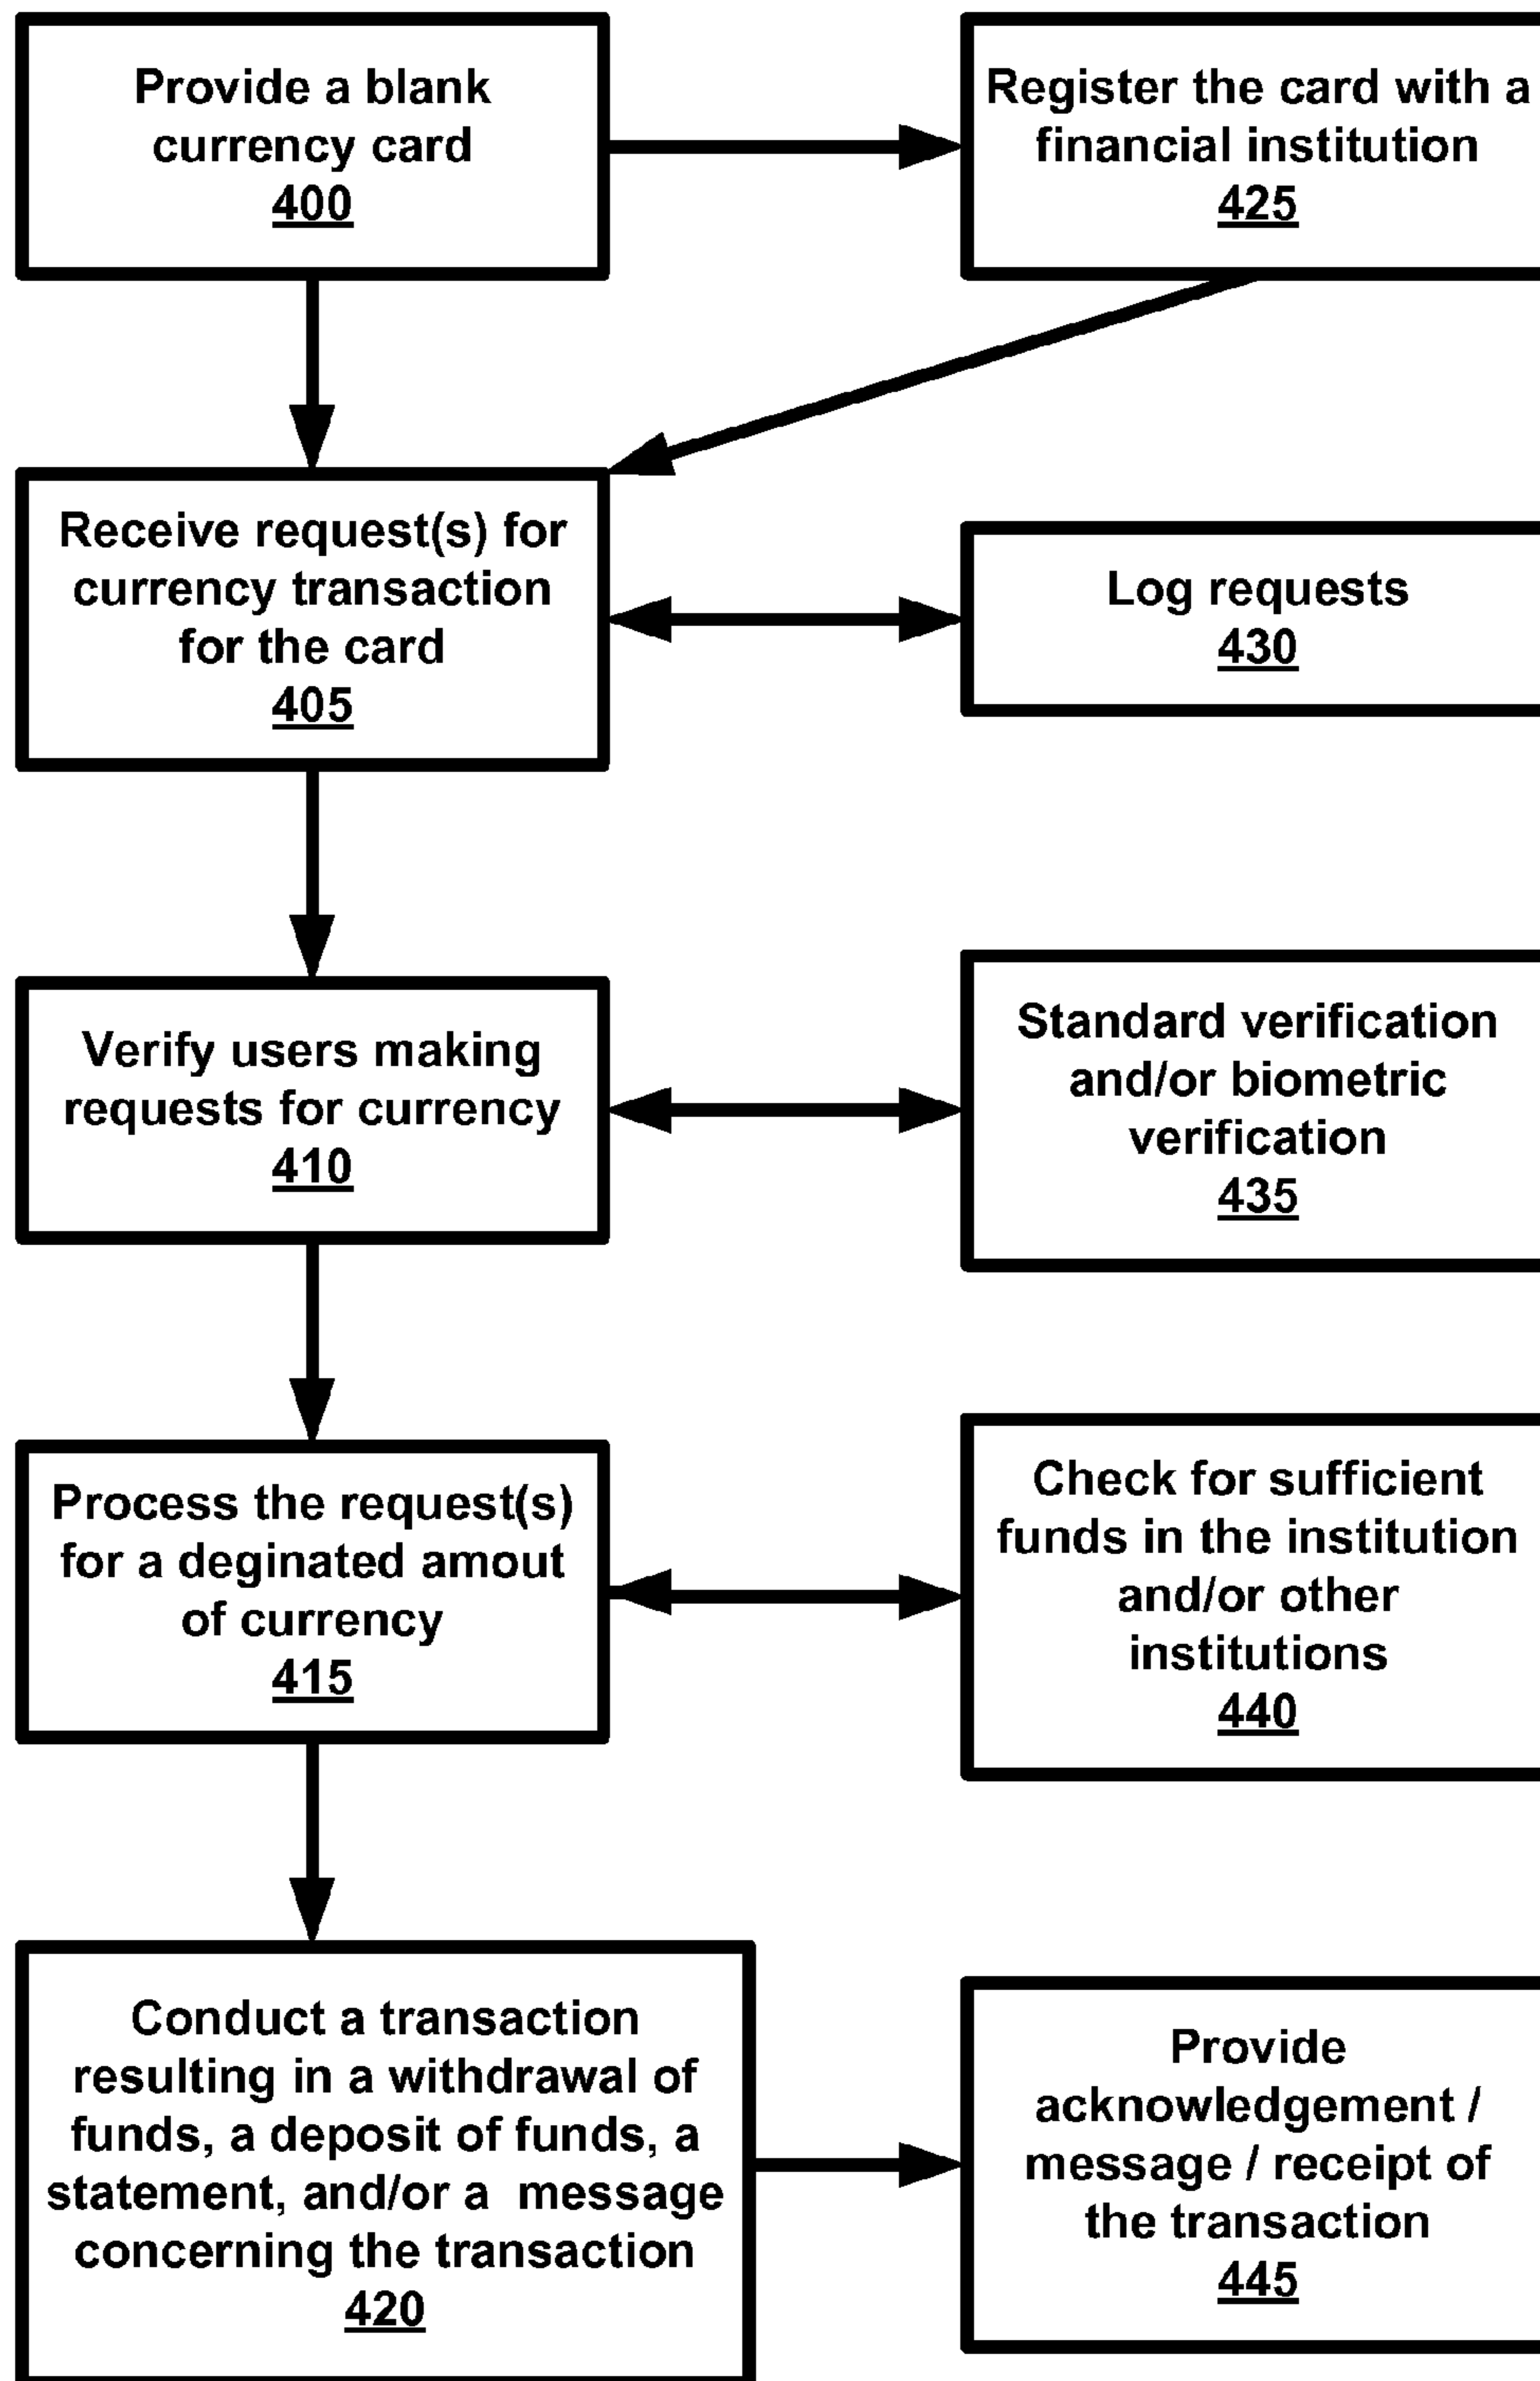 Provide a blank
currency card
400
Register the card with a
financial institution
425
Receive request(s) for
currency transaction
for the card
405
Log requests
430
Verify users making
requests for currency
410
Standard verification
and/or biometric
verification
435
Process the request(s)
for a deginated amout
of currency
415
Check for sufficient
funds in the institution
and/or other
institutions
440
Conduct a transaction
resulting in a withdrawal of
funds, a deposit of funds, a
statement, and/or a message
concerning the transaction
420
Provide
acknowledgement /
message / receipt of
the transaction
445